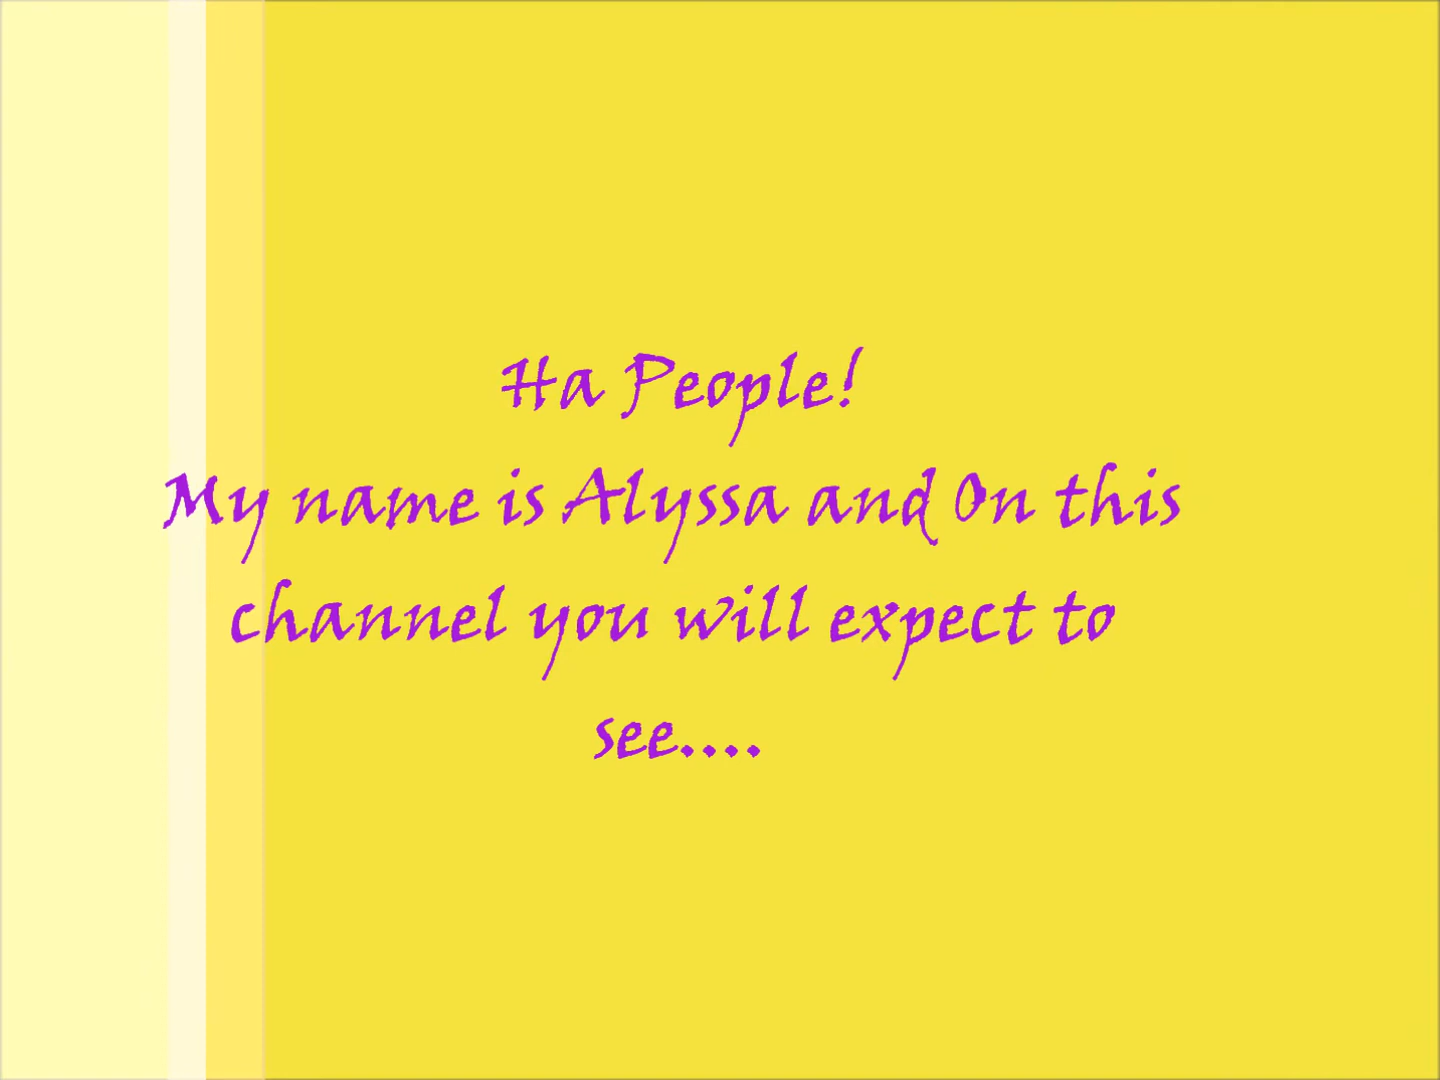 Ha People!
My name is Alyssa and On this
channel you will expect to
see....